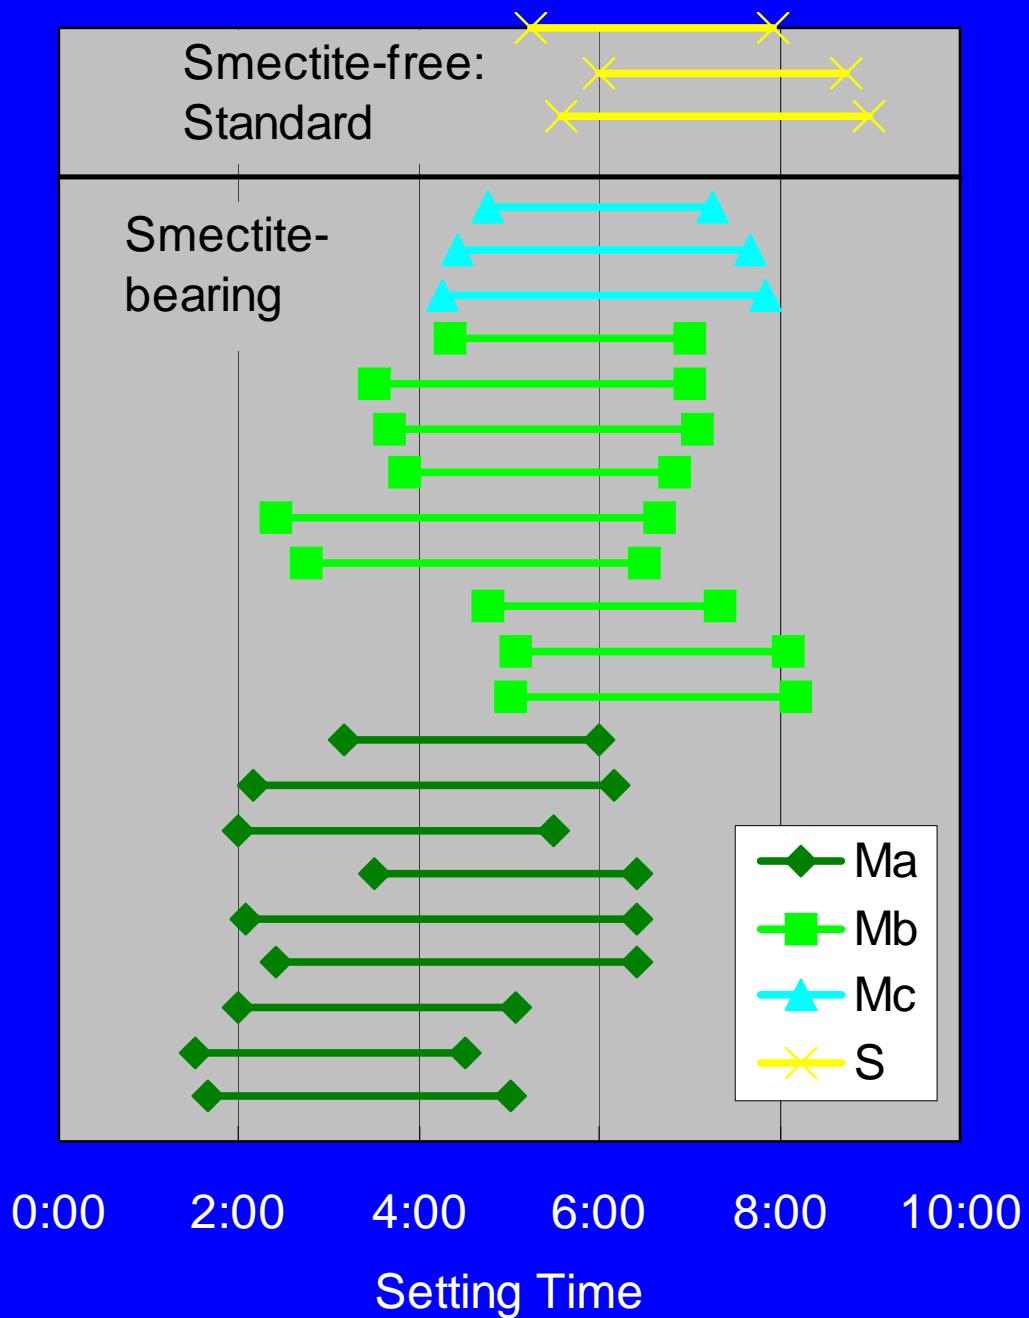 Smectite-free:
Standard
Smectite-
bearing
Ma
Mb
Mc
S
0:00 2:00 4:00 6:00 8:00 10:00
Setting Time